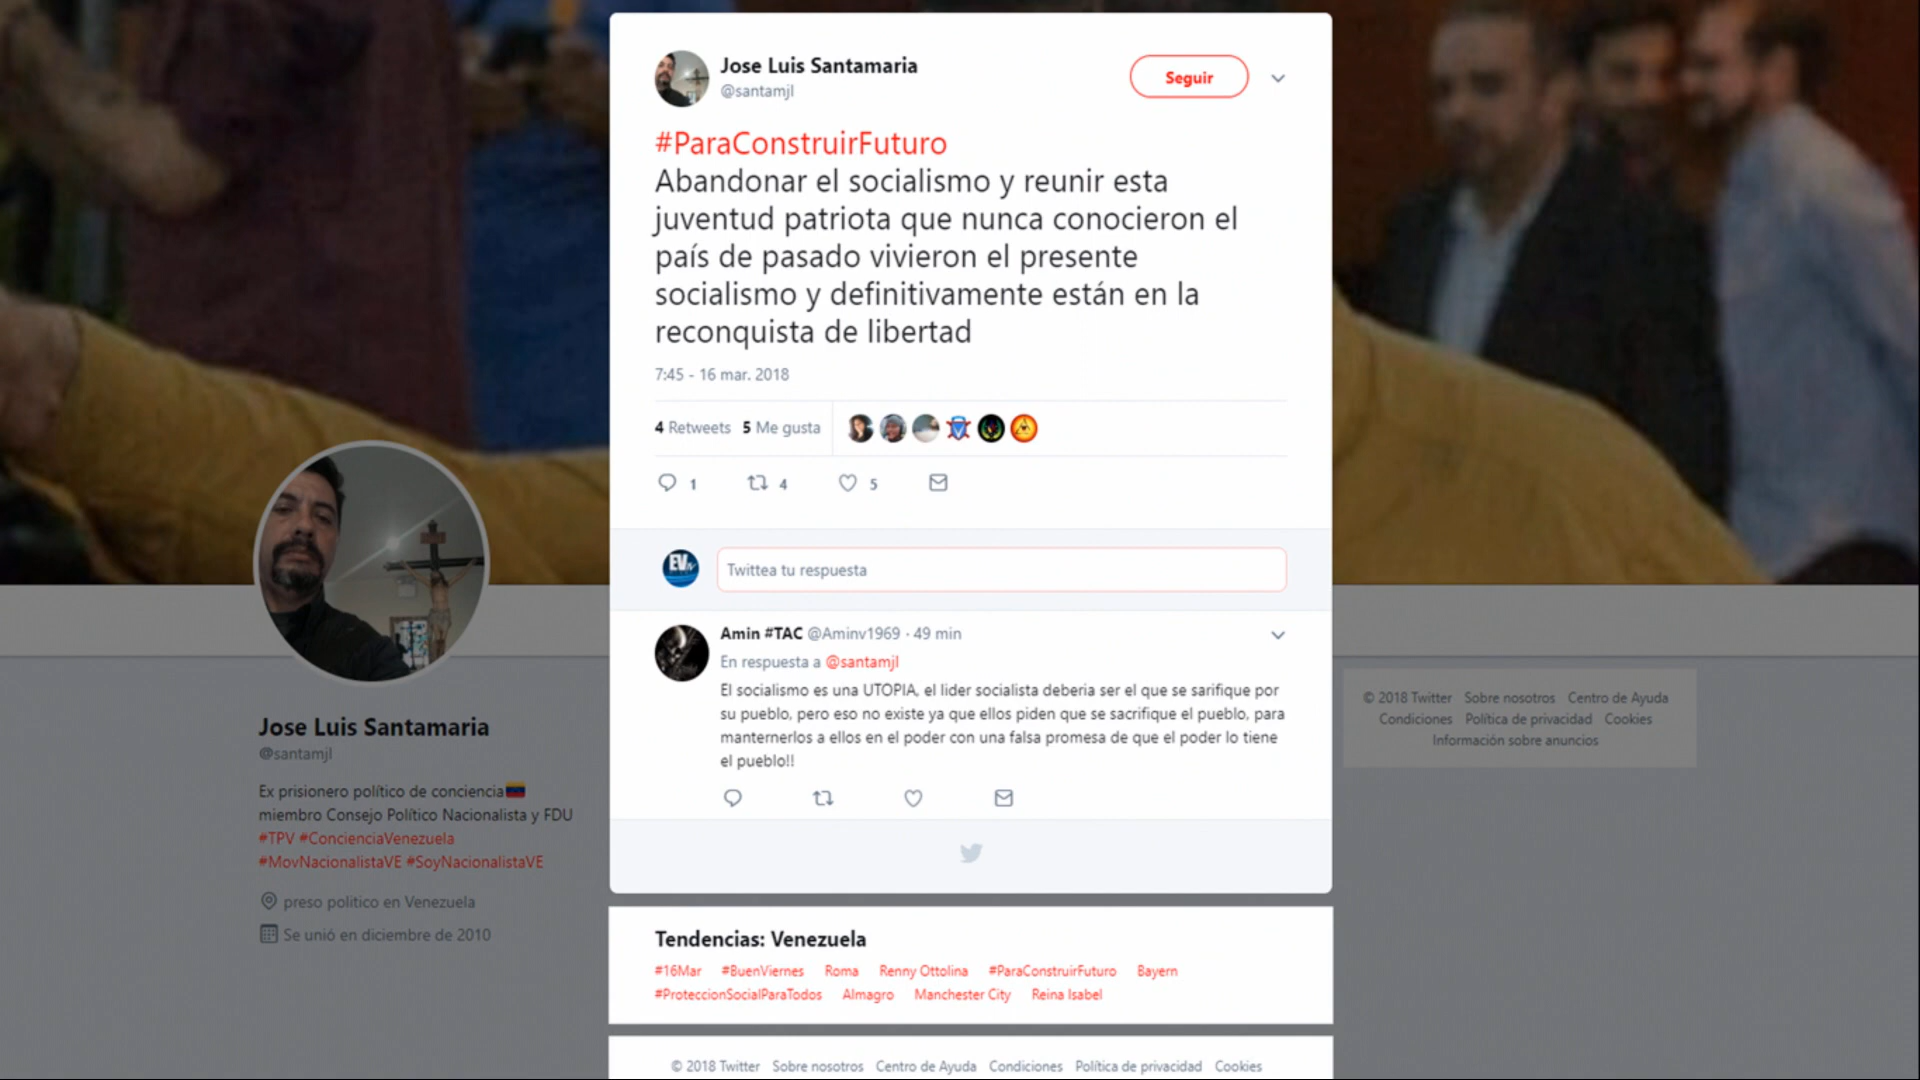 Jose Luis Santamaria
@santamjl
Seguir
#ParaConstruirFuturo
Abandonar el socialismo y reunir esta
juventud patriota que nunca conocieron el
país de pasado vivieron el presente
socialismo y definitivamente están en la
reconquista de libertad
7:45 - 16 mar. 2018
4 Retweets 5 Me gusta
1 4 5
EVtv
Twittea tu respuesta
Amin #TAC @Aminv1969 · 49 min
En respuesta a @santamjl
El socialismo es una UTOPIA, el lider socialista deberia ser el que se sarifique por
su pueblo, pero eso no existe ya que ellos piden que se sacrifique el pueblo, para
manternerlos a ellos en el poder con una falsa promesa de que el poder lo tiene
el pueblo!!
Jose Luis Santamaria
@santamjl
Ex prisionero político de conciencia
miembro Consejo Político Nacionalista y FDU
#TPV #ConcienciaVenezuela
#MovNacionalistaVE #SoyNacionalistaVE
preso politico en Venezuela
Se unió en diciembre de 2010
© 2018 Twitter Sobre nosotros Centro de Ayuda
Condiciones Política de privacidad Cookies
Información sobre anuncios
Tendencias: Venezuela
#16Mar #BuenViernes Roma Renny Ottolina #ParaConstruirFuturo Bayern
#ProteccionSocialParaTodos Almagro Manchester City Reina Isabel
© 2018 Twitter Sobre nosotros Centro de Ayuda Condiciones Política de privacidad Cookies